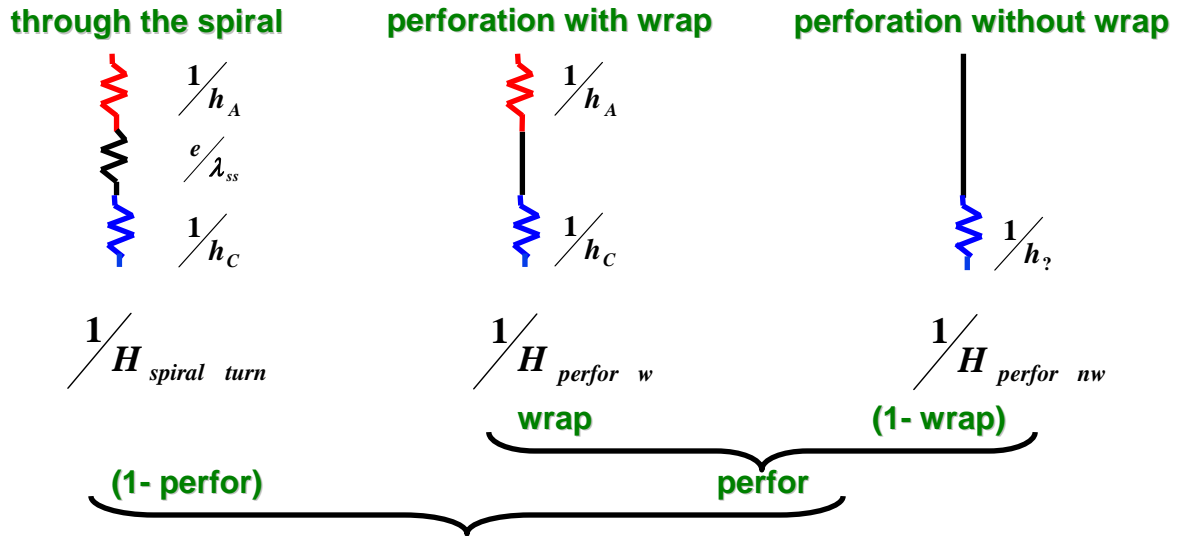 through the spiral perforation with wrap perforation without wrap
1/h_A 1/h_A
e/λ_ss
1/h_C 1/h_C 1/h_?
1/H_spiral turn 1/H_perfor w 1/H_perfor nw
wrap (1- wrap)
(1- perfor) perfor